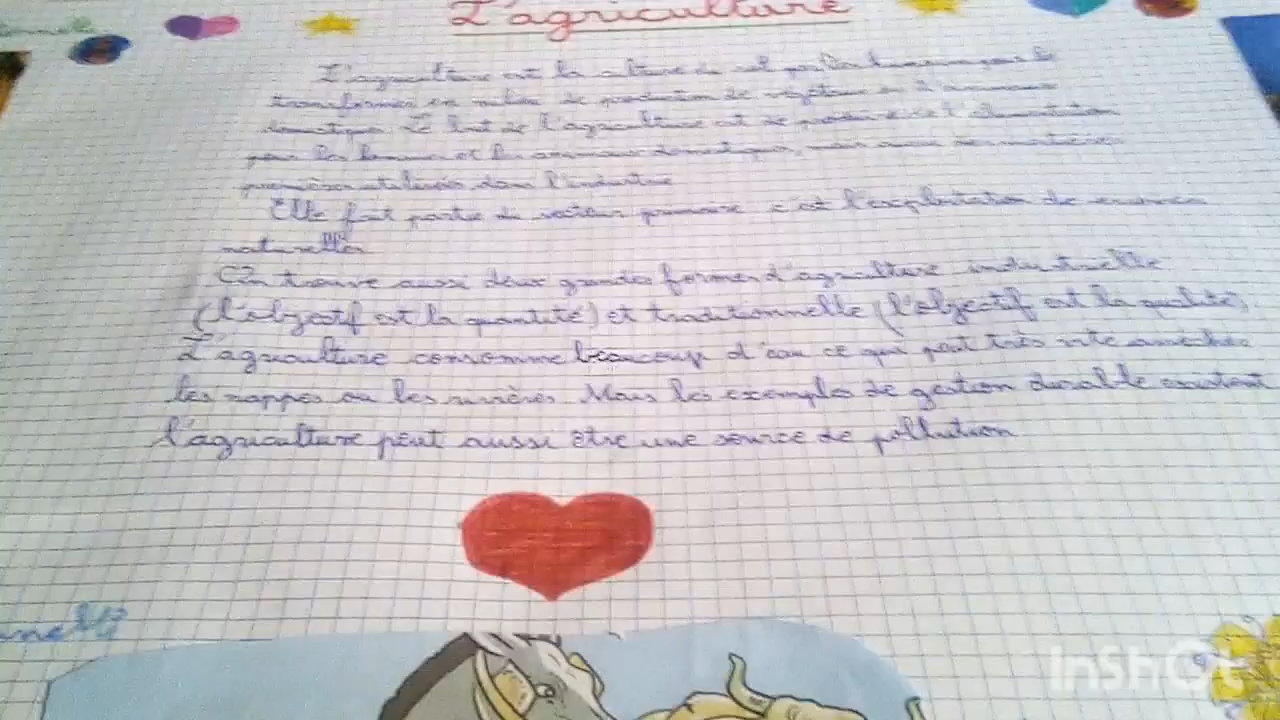 L'agriculture
L'agriculture est la culture du sol par les humains pour le
transformer en milieu de production de végétaux ou d'animaux
domestique. Le but de l'agriculture est de produire de l'alimentation
pour les hommes et les animaux domestiques, mais aussi des matières
premières utilisées dans l'industrie
Elle fait partie du secteur primaire c'est l'exploitation de
naturelles
On trouve aussi deux grandes formes d'agriculture industrielle
(l'objectif est la quantité) et traditionnelle (l'objectif est la qualité)
L'agriculture consomme beaucoup d'eau ce qui peut très vite assécher
les nappes ou les rivières Mais les exemples de gestion durable existent
l'agriculture peut aussi être une source de pollution
InShOt